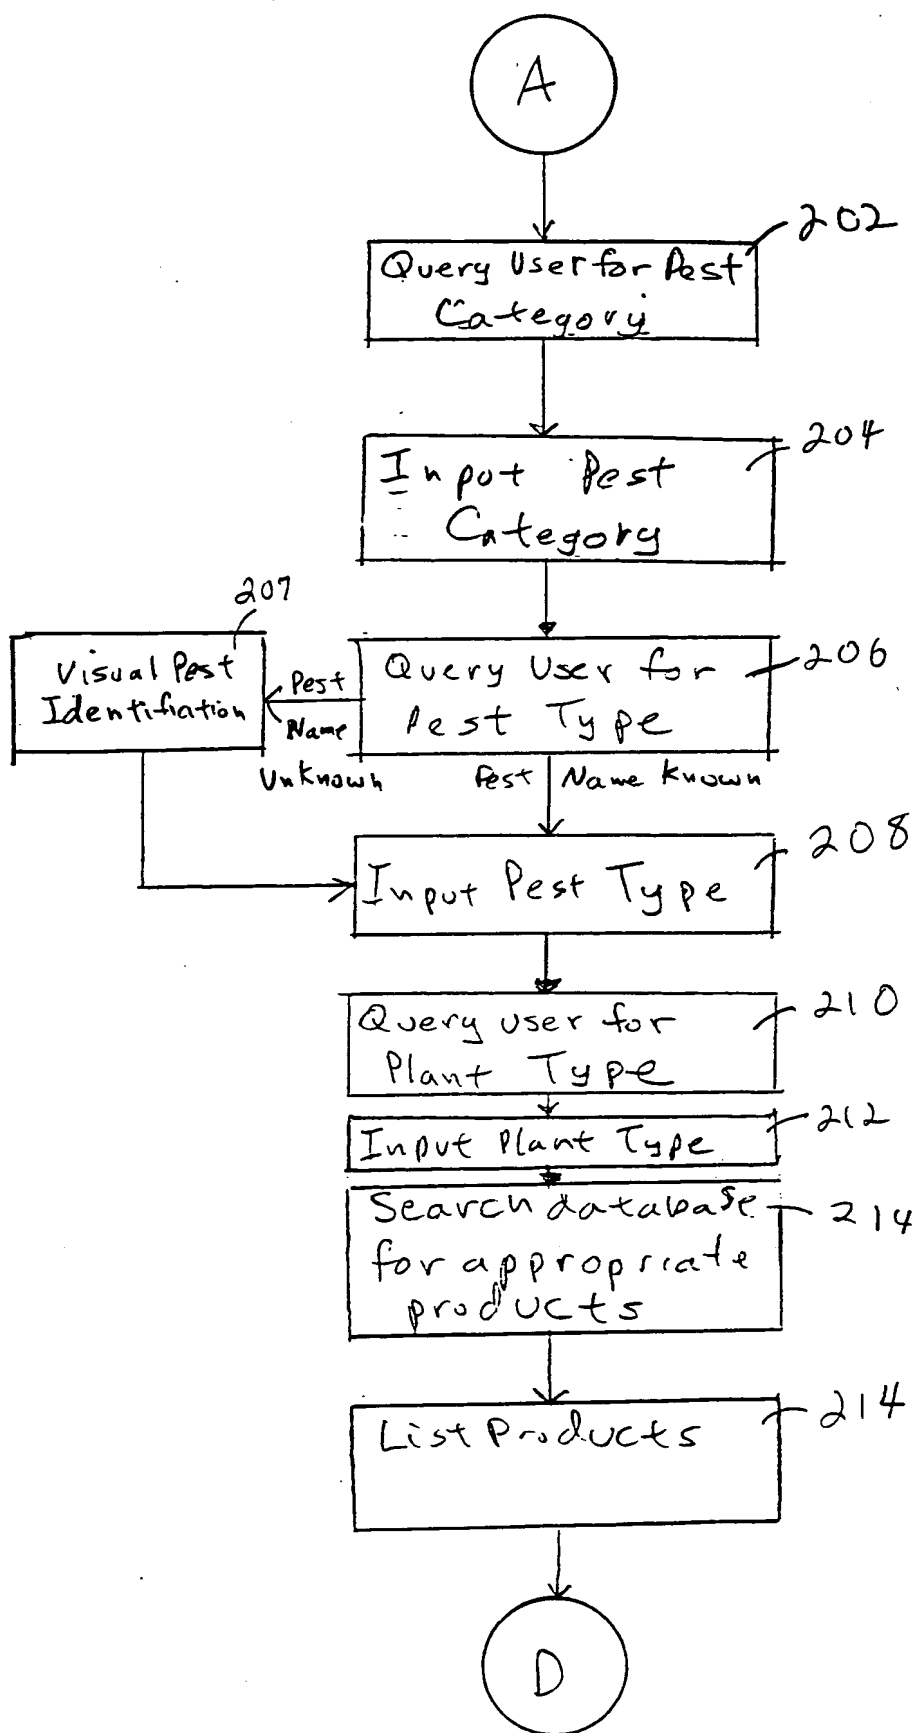 A
202
Query User for Pest
Category
204
Input Pest
Category
207
Visual Pest
Identifiation
Pest
Name
Unknown
206
Query User for
Pest Type
Pest Name Known
208
Input Pest Type
210
Query user for
Plant Type
212
Input Plant Type
214
Search database
for appropriate
products
214
List Products
D